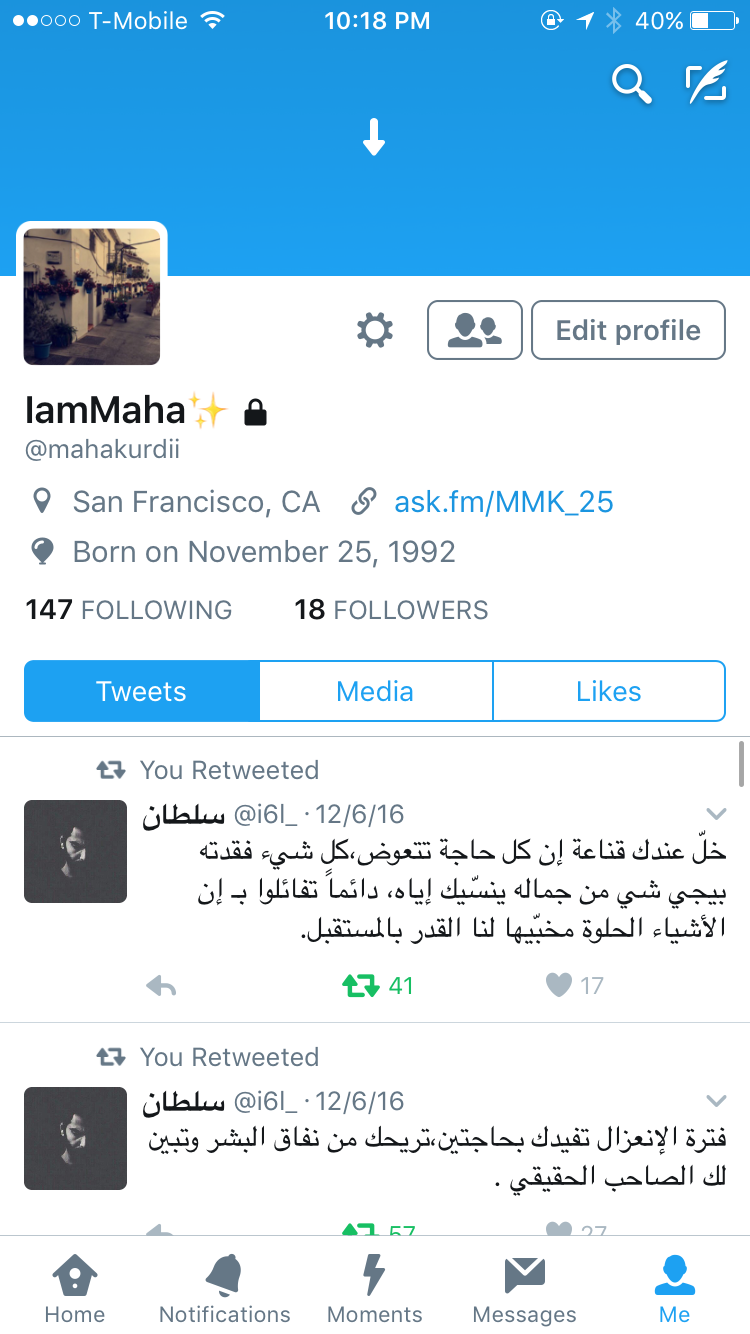 T-Mobile 10:18 PM 40%
Edit profile
IamMaha✨
@mahakurdii
San Francisco, CA ask.fm/MMK_25
Born on November 25, 1992
147 FOLLOWING 18 FOLLOWERS
Tweets Media Likes
You Retweeted
سلطان @i6l_ · 12/6/16
خلّ عندك قناعة إن كل حاجة تتعوض،كل شيء فقدته
بيجي شي من جماله ينسّيك إياه، دائماً تفائلوا بـ إن
الأشياء الحلوة مخبّيها لنا القدر بالمستقبل.
41 17
You Retweeted
سلطان @i6l_ · 12/6/16
فترة الإنعزال تفيدك بحاجتين،تريحك من نفاق البشر وتبين
لك الصاحب الحقيقي .
57 27
Home Notifications Moments Messages Me